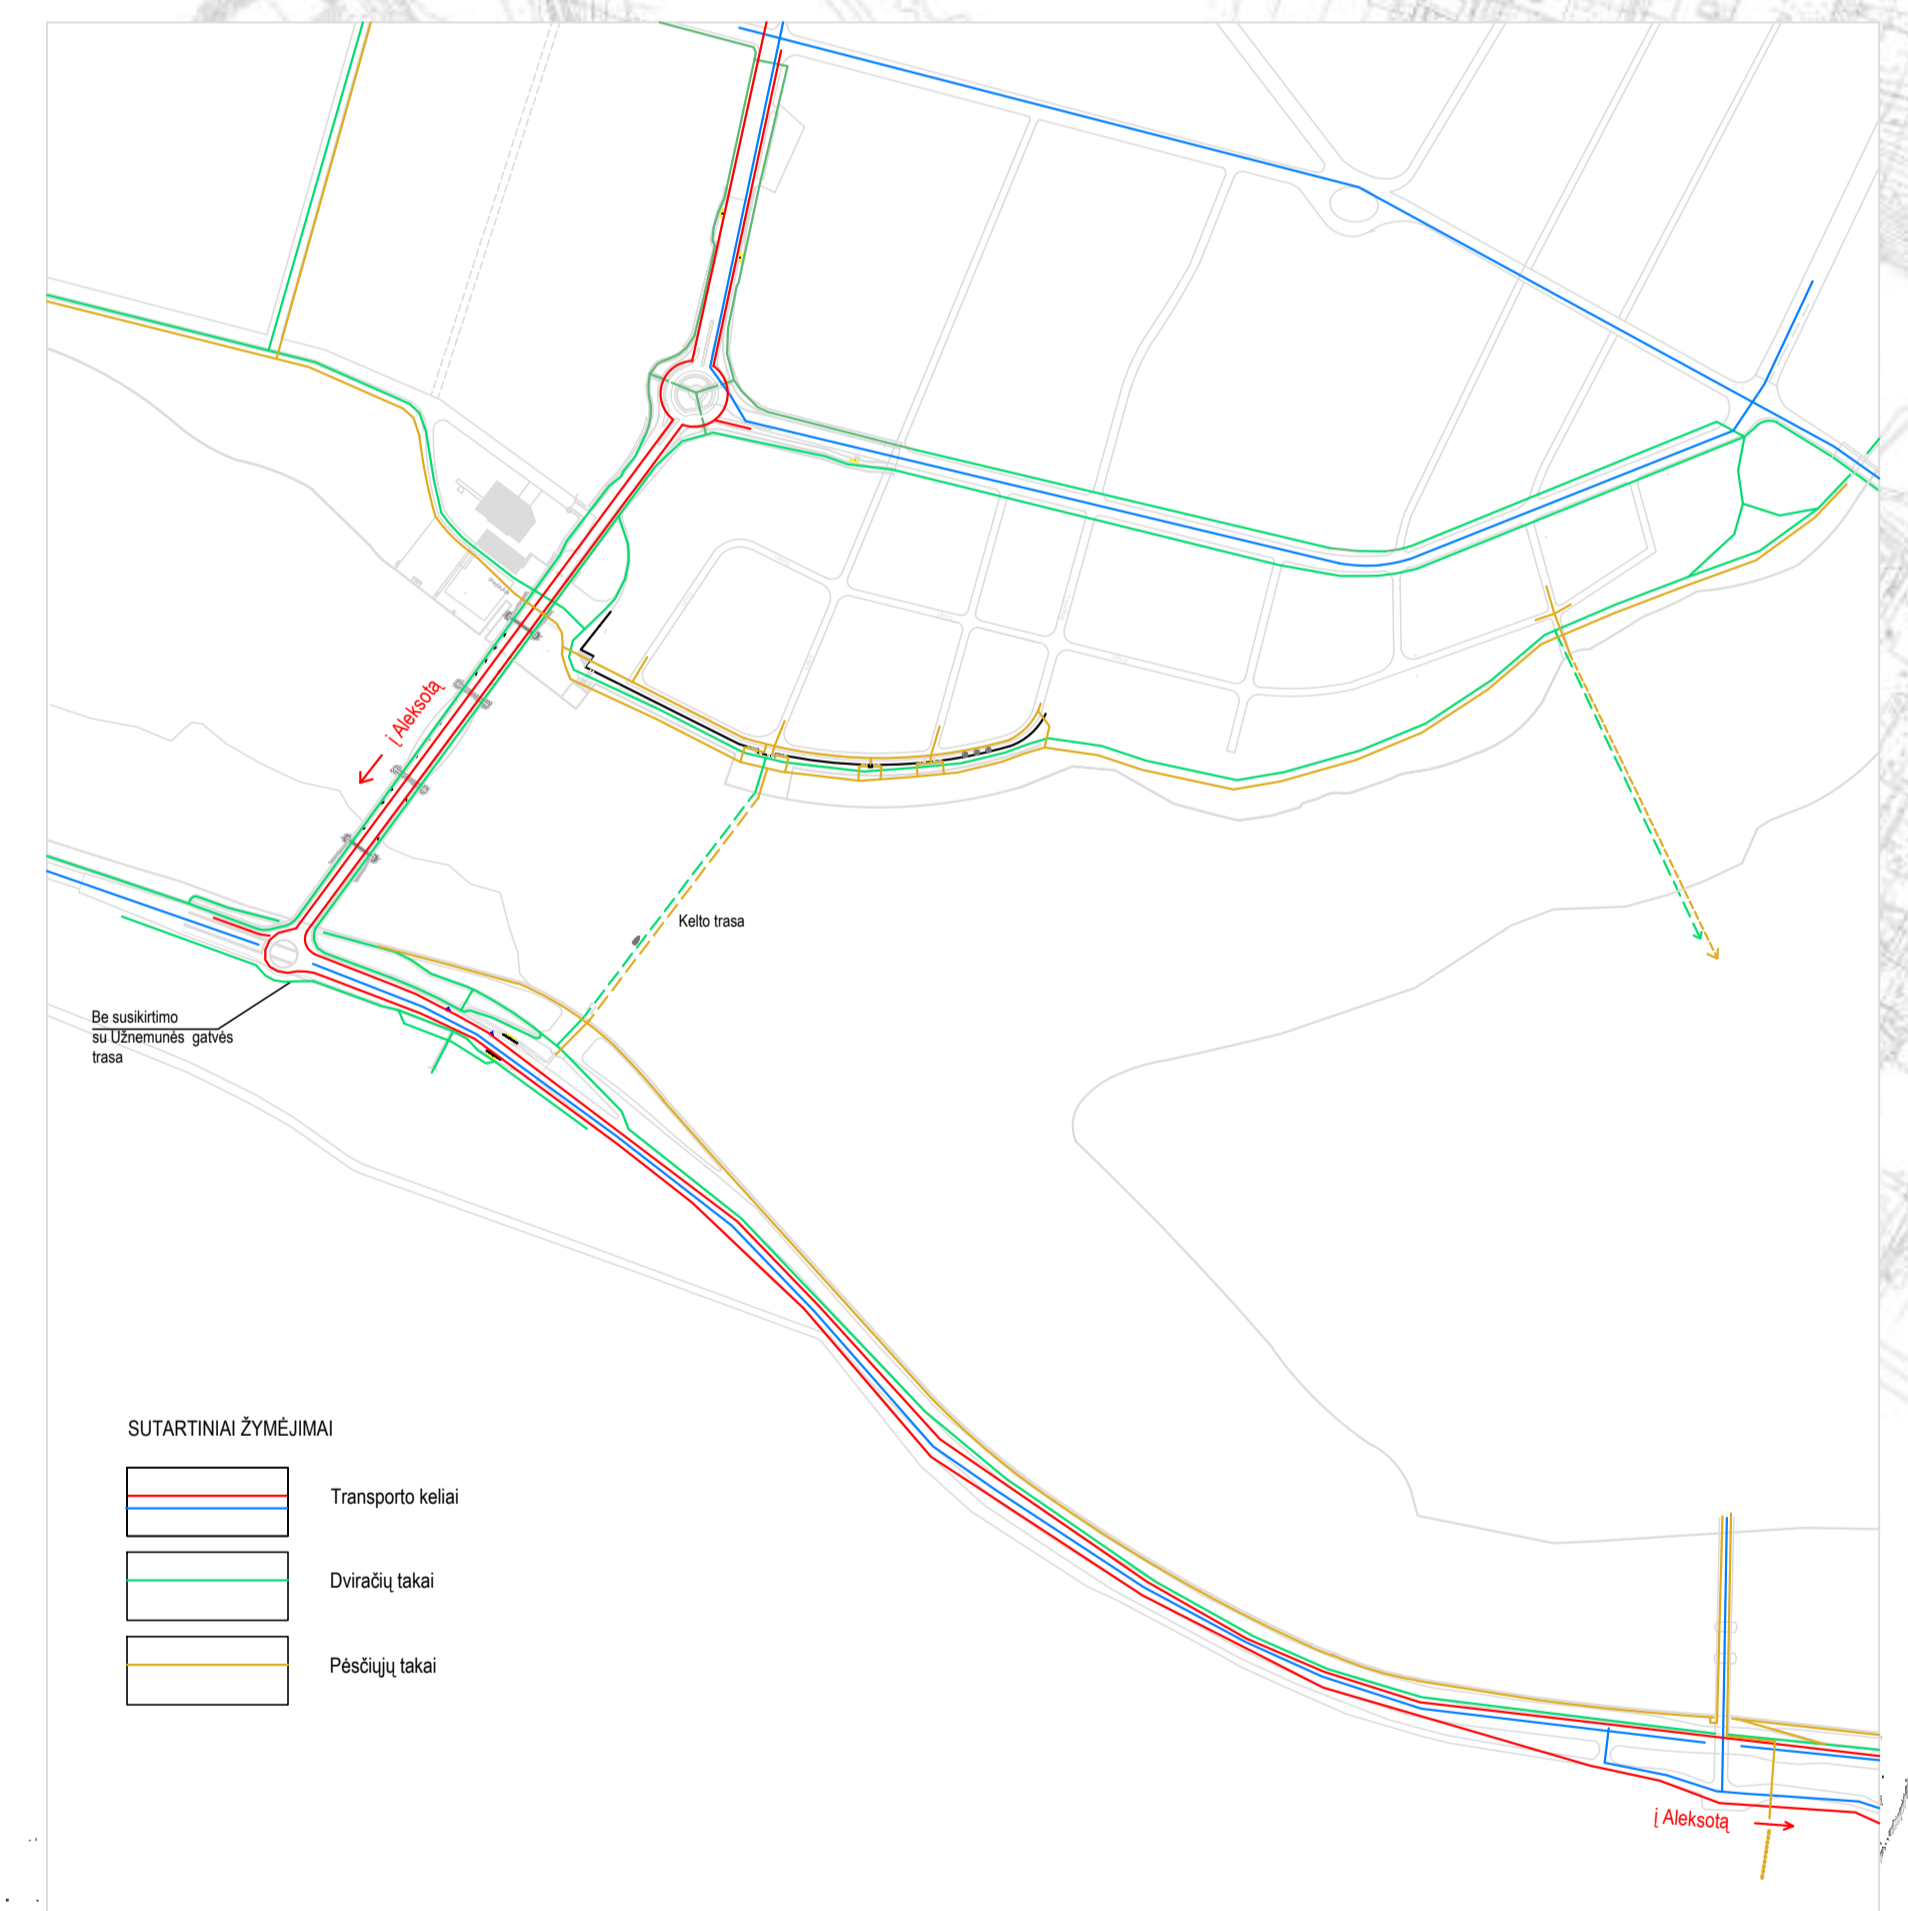 į Aleksotą
Kelto trasa
Be susikirtimo
su Užnemunės gatvės
trasa
SUTARTINIAI ŽYMĖJIMAI
Transporto keliai
Dviračių takai
Pėsčiųjų takai
į Aleksotą